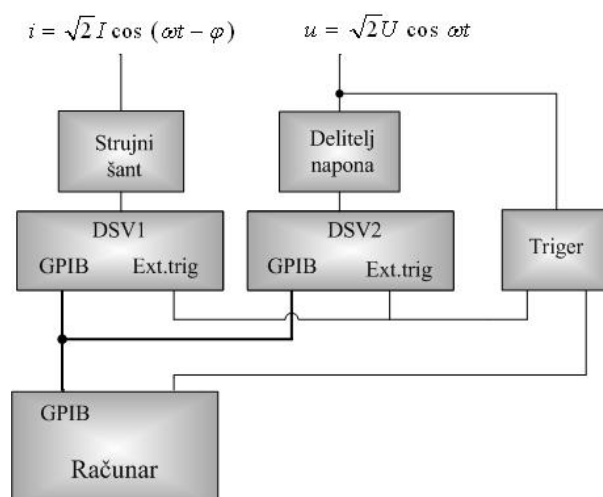 i = √2 I cos (ωt − φ)
u = √2 U cos ωt
Strujni
šant
Delitelj
napona
DSV1
GPIB Ext.trig
DSV2
GPIB Ext.trig
Triger
GPIB
Računar